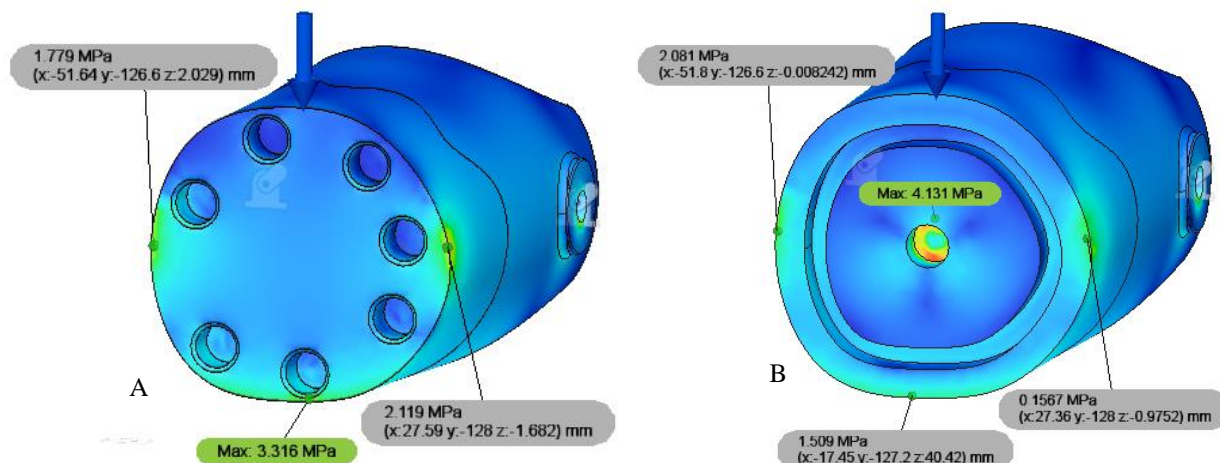 1.779 MPa
(x:-51.64 y:-126.6 z:2.029) mm
2.081 MPa
(x:-51.8 y:-126.6 z:-0.008242) mm
Max: 4.131 MPa
A
B
2.119 MPa
(x:27.59 y:-128 z:-1.682) mm
Max: 3.316 MPa
0.1567 MPa
(x:27.36 y:-128 z:-0.9752) mm
1.509 MPa
(x:-17.45 y:-127.2 z:40.42) mm